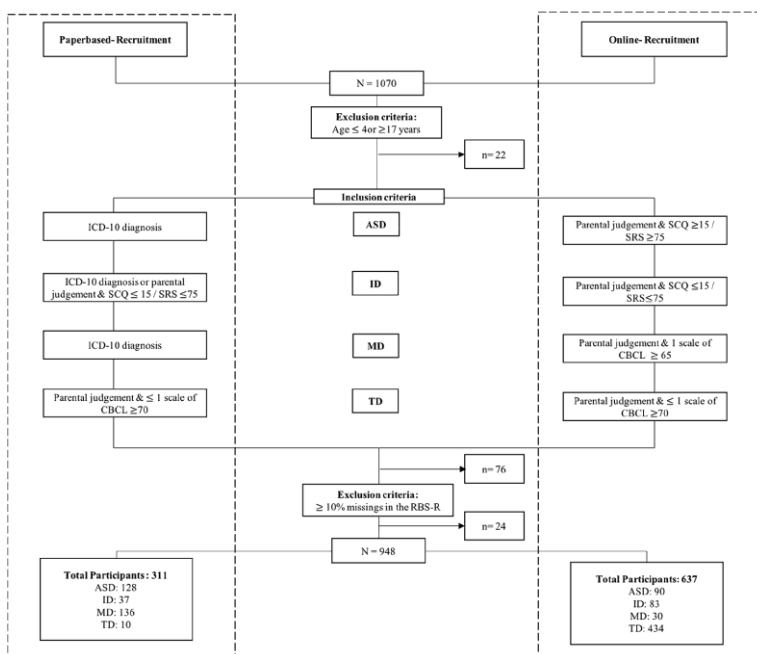 Paperbased- Recruitment
Online- Recruitment
N = 1070
Exclusion criteria:
Age ≤ 4or ≥17 years
n= 22
Inclusion criteria
ICD-10 diagnosis
ASD
Parental judgement & SCQ ≥15 /
SRS ≥75
ICD-10 diagnosis or parental
judgement & SCQ ≤ 15 / SRS ≤75
ID
Parental judgement & SCQ ≤15 /
SRS≤75
ICD-10 diagnosis
MD
Parental judgement & 1 scale of
CBCL ≥ 65
Parental judgement & ≤ 1 scale of
CBCL ≥70
TD
Parental judgement & ≤ 1 scale of
CBCL ≥70
n= 76
Exclusion criteria:
≥ 10% missings in the RBS-R
n= 24
N = 948
Total Participants: 311
ASD: 128
ID: 37
MD: 136
TD: 10
Total Participants: 637
ASD: 90
ID: 83
MD: 30
TD: 434